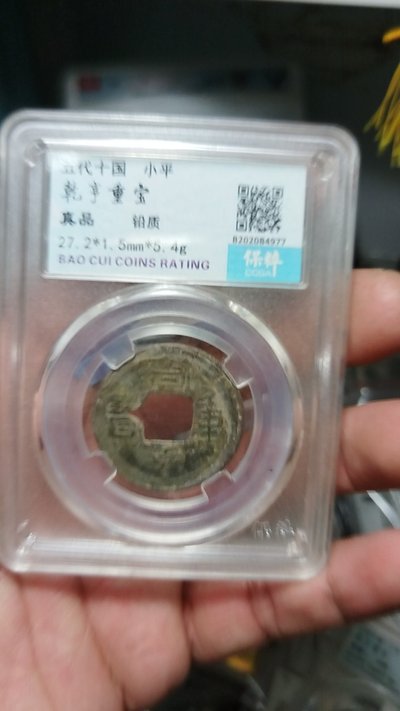 五代十国 小平
乾亨重宝
真品 铅质
27.2*1.5mm*5.4g
8202084977
BAO CUI COINS RATING
保粹